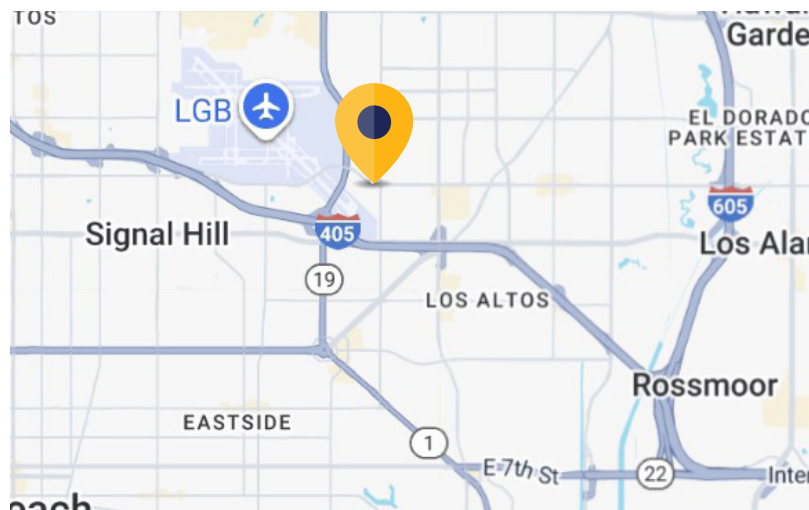 TOS
Garde
LGB
EL DORADO
PARK ESTAT
605
Signal Hill
405
Los Ala
19
LOS ALTOS
Rossmoor
EASTSIDE
1
E 7th St
22
Inter
each